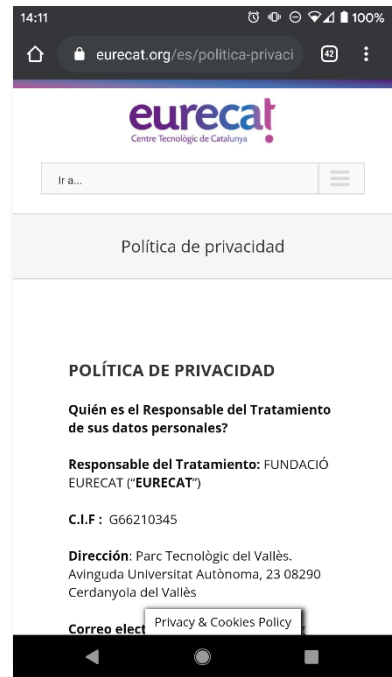 14:11
100%
eurecat.org/es/politica-privaci
42
eurecat
Centre Tecnològic de Catalunya
Ir a...
Política de privacidad
POLÍTICA DE PRIVACIDAD
Quién es el Responsable del Tratamiento
de sus datos personales?
Responsable del Tratamiento: FUNDACIÓ
EURECAT (“EURECAT”)
C.I.F : G66210345
Dirección: Parc Tecnològic del Vallès.
Avinguda Universitat Autònoma, 23 08290
Cerdanyola del Vallès
Correo elect
Privacy & Cookies Policy